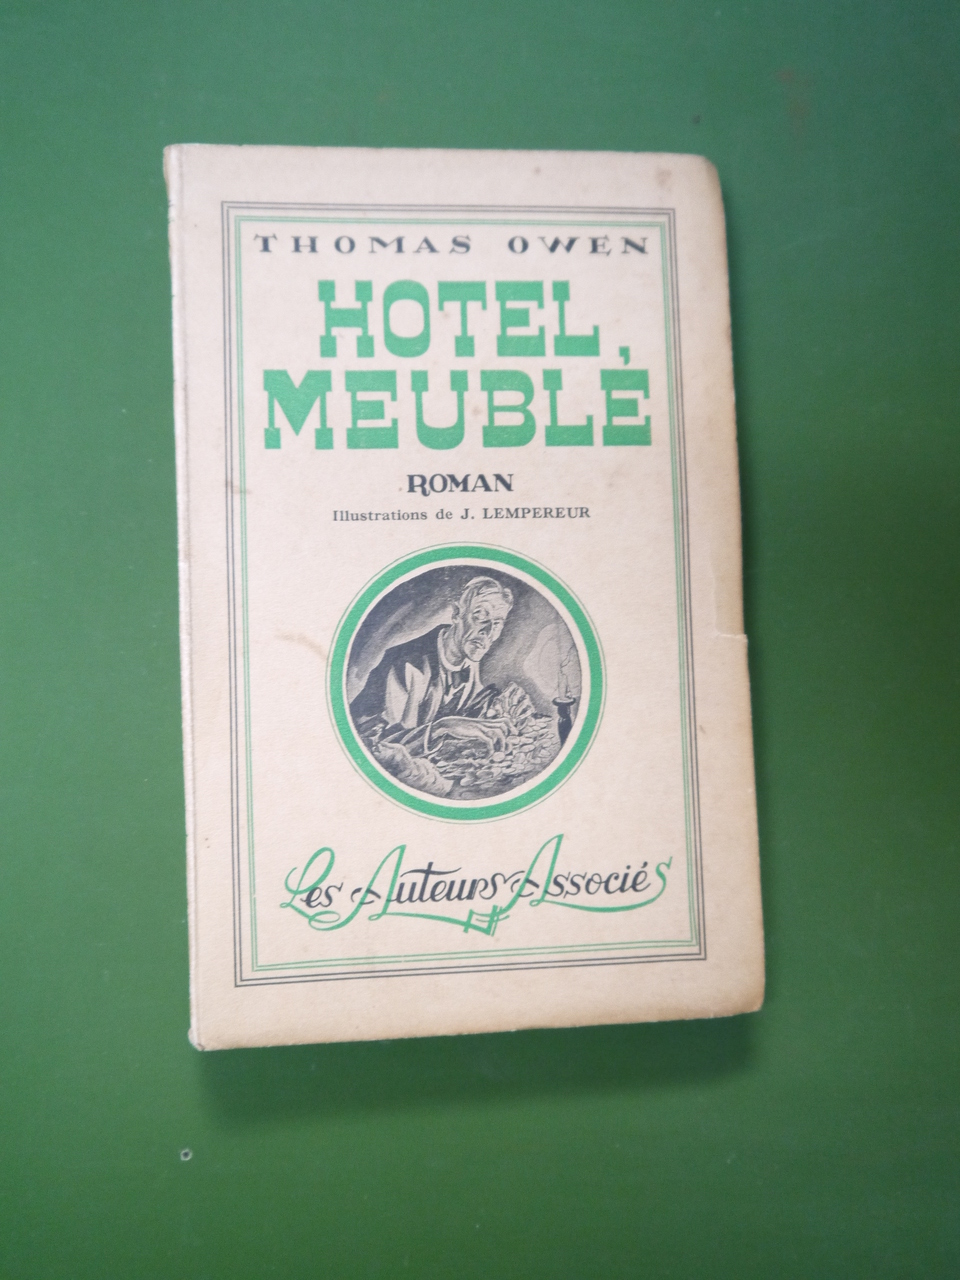 THOMAS OWEN
HOTEL,
MEUBLÉ
ROMAN
Illustrations de J. LEMPEREUR
Les Auteurs Associés